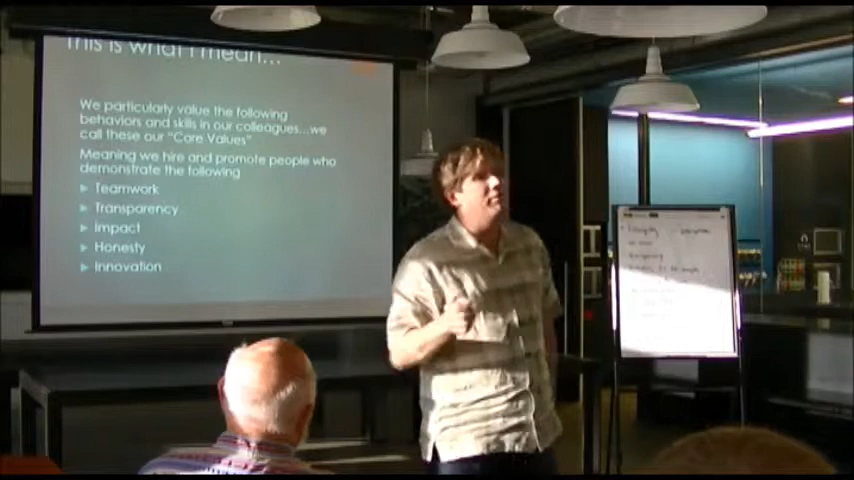 This is what I mean...
We particularly value the following
behaviors and skills in our colleagues...we
call these our "Core Values"
Meaning we hire and promote people who
demonstrate the following
Teamwork
Transparency
Impact
Honesty
Innovation